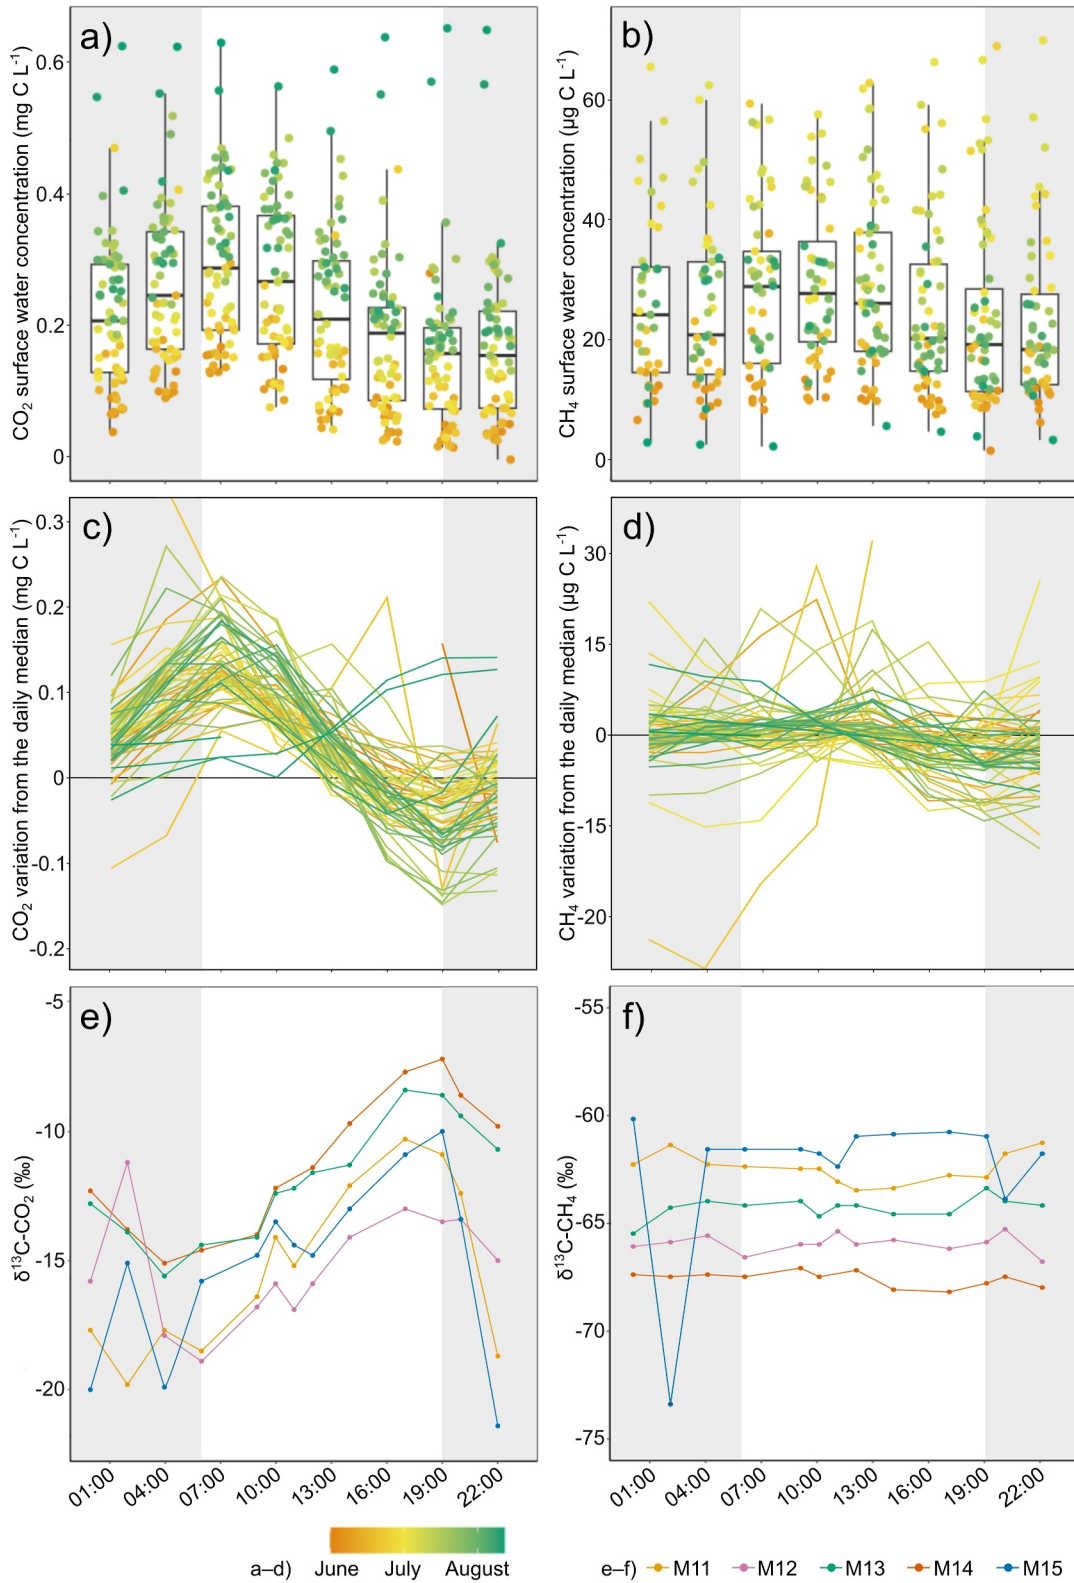 a)
CO₂ surface water concentration (mg C L⁻¹)
0.6
0.4
0.2
0
b)
CH₄ surface water concentration (µg C L⁻¹)
60
40
20
0
c)
CO₂ variation from the daily median (mg C L⁻¹)
0.3
0.2
0.1
0
-0.1
-0.2
d)
CH₄ variation from the daily median (µg C L⁻¹)
30
15
0
-15
-20
e)
δ¹³C-CO₂ (‰)
-5
-10
-15
-20
f)
δ¹³C-CH₄ (‰)
-55
-60
-65
-70
-75
01:00 04:00 07:00 10:00 13:00 16:00 19:00 22:00
01:00 04:00 07:00 10:00 13:00 16:00 19:00 22:00
a–d) June July August
e–f) M11 M12 M13 M14 M15